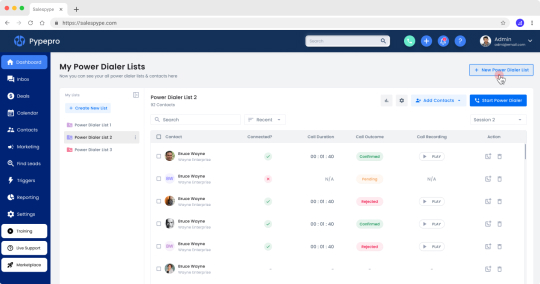 Salespype
https://salespype.com
Pypepro
Search
Admin
Dashboard
Inbox
Deals
Calendar
Contacts
Marketing
Find Leads
Triggers
Reporting
Settings
Training
Live Support
Marketplace
My Power Dialer Lists
Now you can see your all power dialer lists & contacts here.
+ New Power Dialer List
+ Create New List
Power Dialer List 1
Power Dialer List 2
Power Dialer List 3
Power Dialer List 2
92 Contacts
Add Contacts
Start Power Dialer
Search
Recent
Session 2
Contact Connected? Call Duration Call Outcome Call Recording Action
Bruce Wayne
Wayne Enterprise
00 : 01 : 40 Confirmed PLAY
BW Bruce Wayne
Wayne Enterprise
N/A Pending N/A
Bruce Wayne
Wayne Enterprise
00 : 01 : 40 Rejected PLAY
Bruce Wayne
Wayne Enterprise
00 : 01 : 40 Confirmed PLAY
BW Bruce Wayne
Wayne Enterprise
00 : 01 : 40 Rejected PLAY
Bruce Wayne
Wayne Enterprise
- - - -